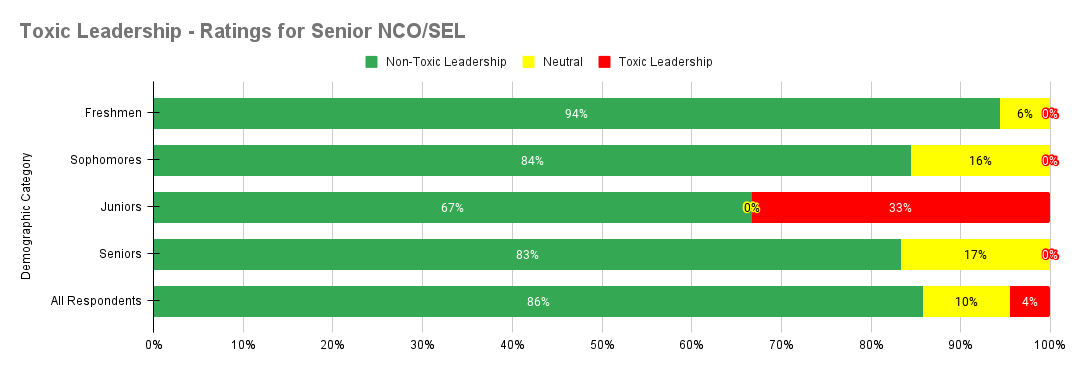 Toxic Leadership - Ratings for Senior NCO/SEL
Non-Toxic Leadership Neutral Toxic Leadership
Demographic Category
Freshmen 94% 6% 0%
Sophomores 84% 16% 0%
Juniors 67% 0% 33%
Seniors 83% 17% 0%
All Respondents 86% 10% 4%
0% 10% 20% 30% 40% 50% 60% 70% 80% 90% 100%